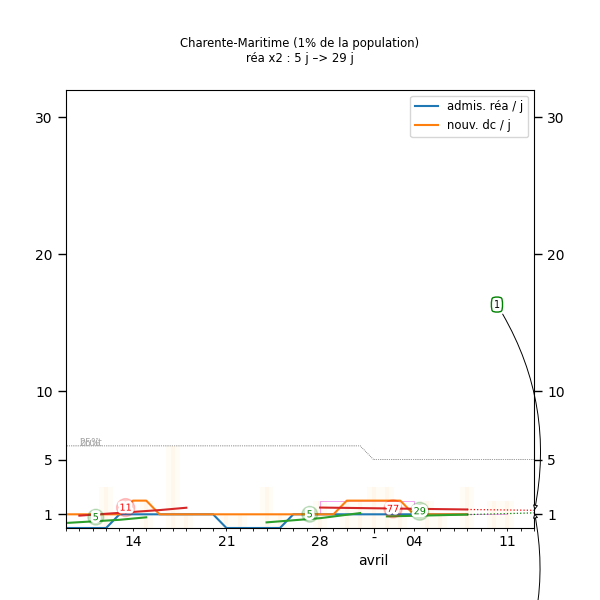 Charente-Maritime (1% de la population)
réa x2 : 5 j –> 29 j
admis. réa / j
nouv. dc / j
30 30
20 20
1
10 10
5 5
11 77 29
5 5
1 1
14 21 28 - 04 11
avril